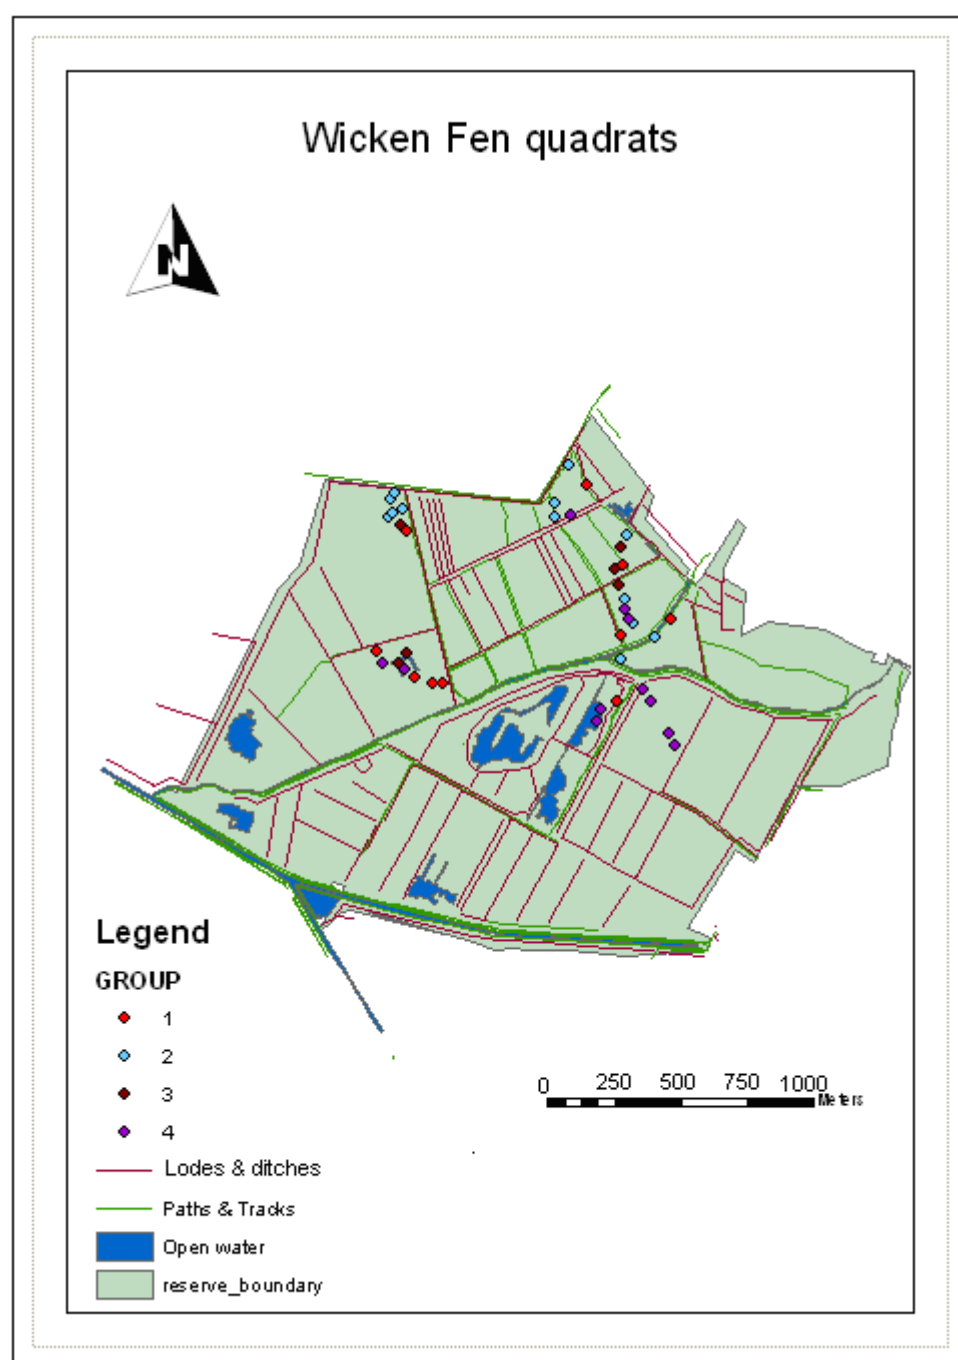 Wicken Fen quadrats
N
Legend
GROUP
1
2
3
4
Lodes & ditches
Paths & Tracks
Open water
reserve_boundary
0 250 500 750 1000
Meters